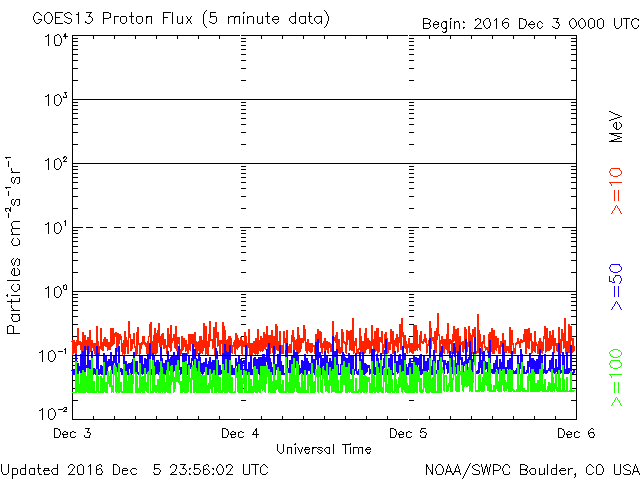 GOES13 Proton Flux (5 minute data)
Begin: 2016 Dec 3 0000 UTC
10⁴
10³
10²
10¹
10⁰
10⁻¹
10⁻²
Particles cm⁻²s⁻¹sr⁻¹
MeV
>=10
>=50
>=100
Dec 3
Dec 4
Dec 5
Dec 6
Universal Time
Updated 2016 Dec 5 23:56:02 UTC
NOAA/SWPC Boulder, CO USA